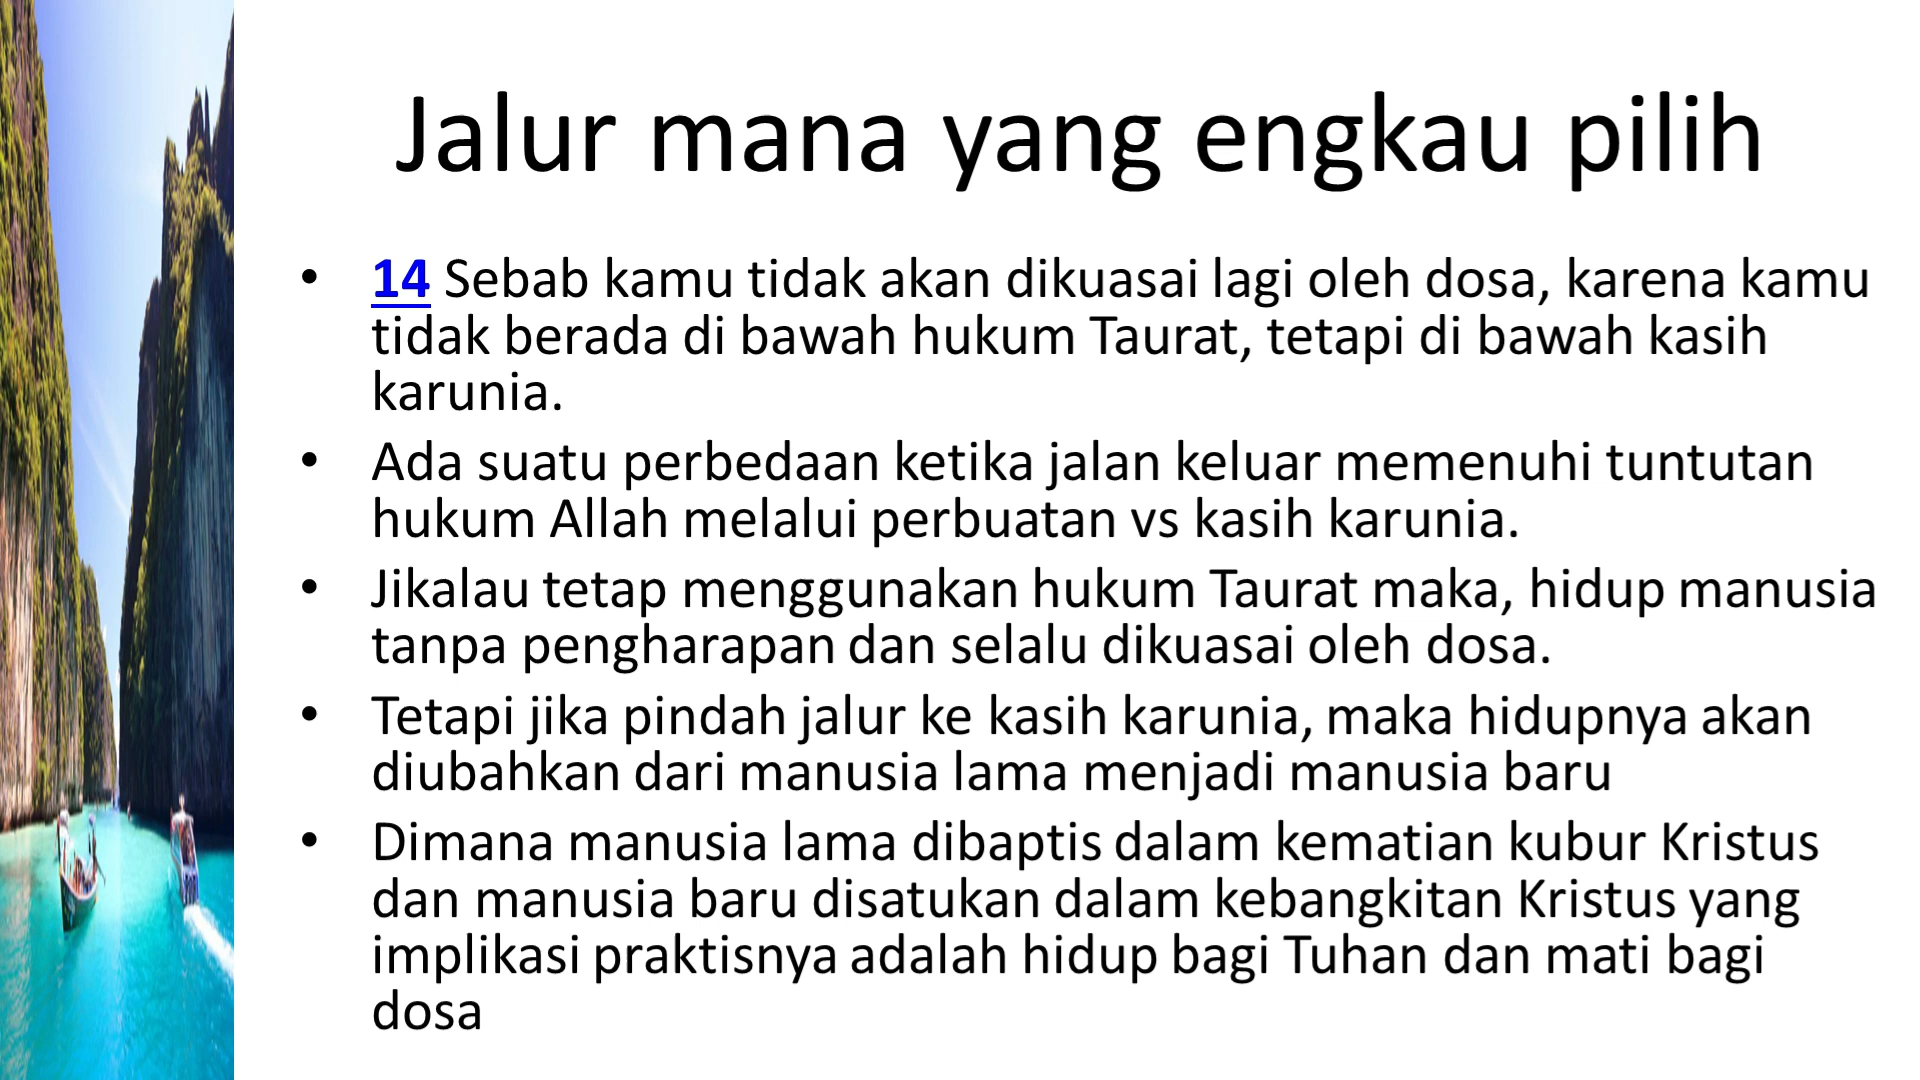 Jalur mana yang engkau pilih
• 14 Sebab kamu tidak akan dikuasai lagi oleh dosa, karena kamu
tidak berada di bawah hukum Taurat, tetapi di bawah kasih
karunia.
• Ada suatu perbedaan ketika jalan keluar memenuhi tuntutan
hukum Allah melalui perbuatan vs kasih karunia.
• Jikalau tetap menggunakan hukum Taurat maka, hidup manusia
tanpa pengharapan dan selalu dikuasai oleh dosa.
• Tetapi jika pindah jalur ke kasih karunia, maka hidupnya akan
diubahkan dari manusia lama menjadi manusia baru
• Dimana manusia lama dibaptis dalam kematian kubur Kristus
dan manusia baru disatukan dalam kebangkitan Kristus yang
implikasi praktisnya adalah hidup bagi Tuhan dan mati bagi
dosa